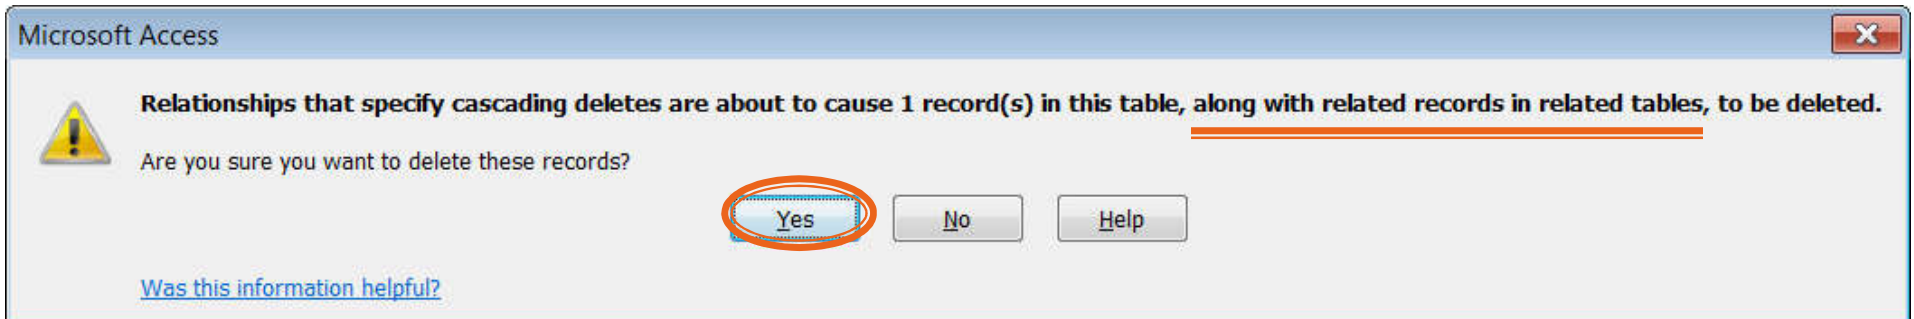 Microsoft Access
Relationships that specify cascading deletes are about to cause 1 record(s) in this table, along with related records in related tables, to be deleted.
Are you sure you want to delete these records?
Yes No Help
Was this information helpful?